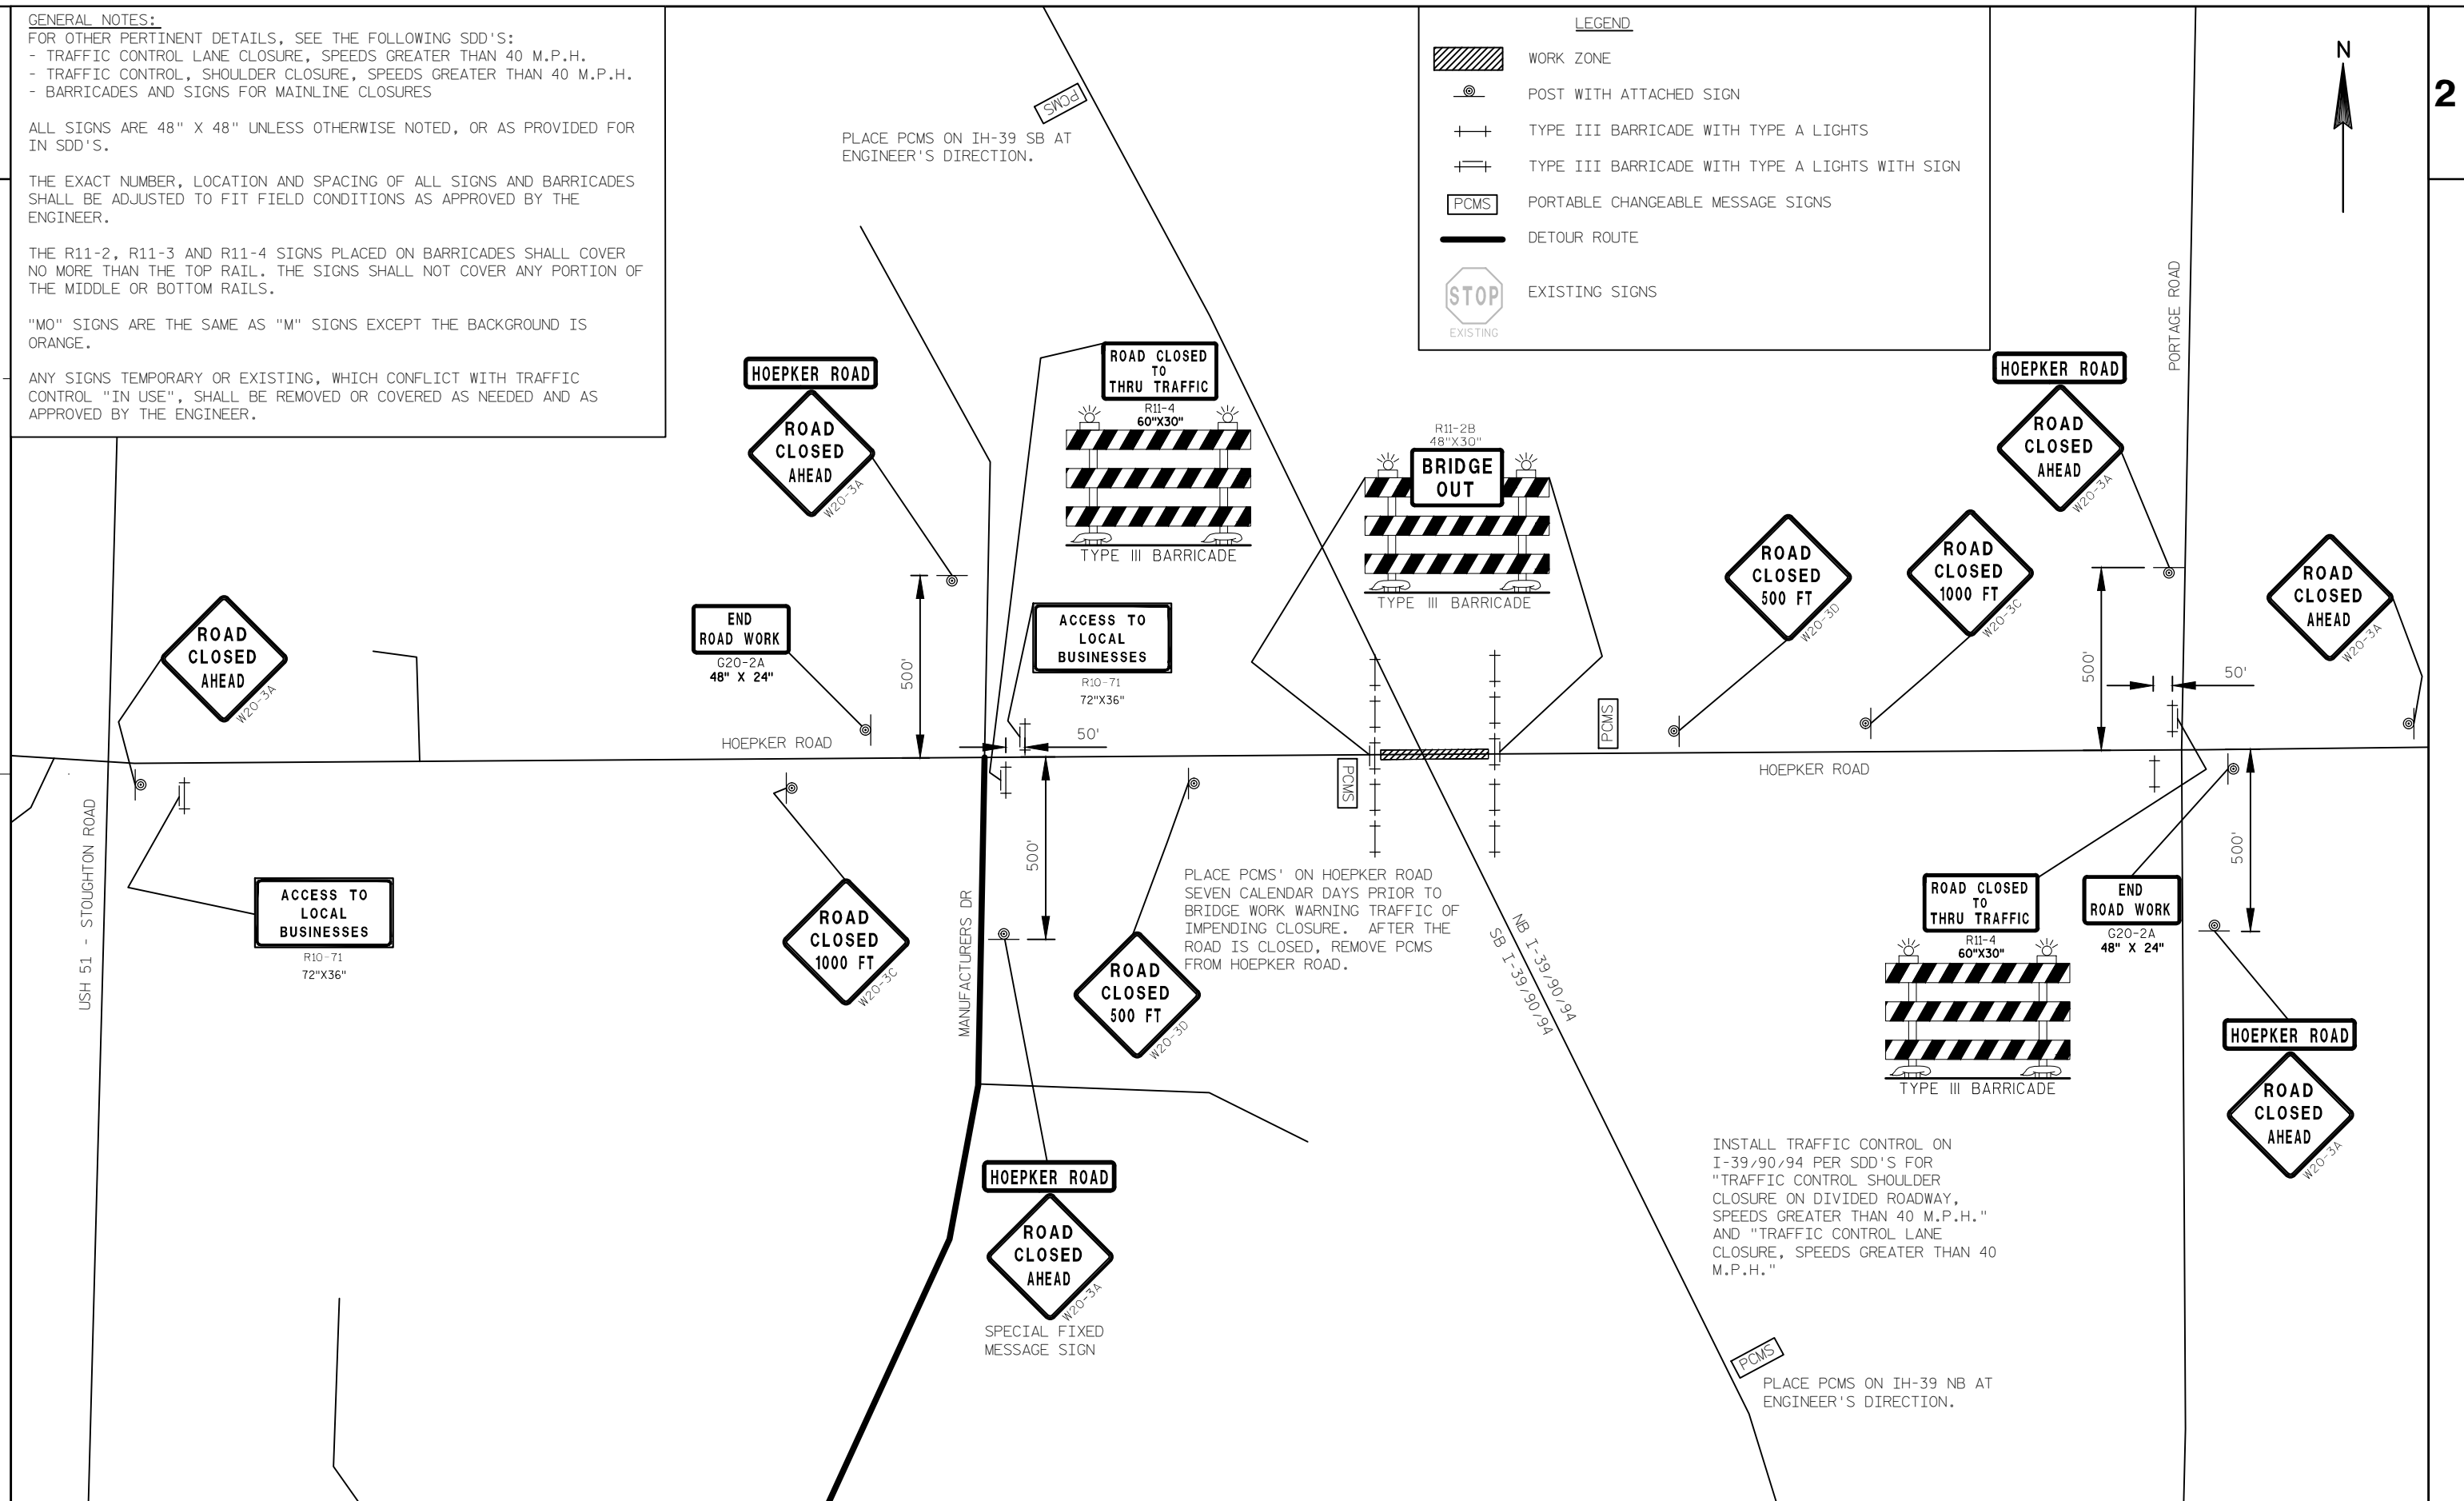 GENERAL NOTES:
FOR OTHER PERTINENT DETAILS, SEE THE FOLLOWING SDD'S:
- TRAFFIC CONTROL LANE CLOSURE, SPEEDS GREATER THAN 40 M.P.H.
- TRAFFIC CONTROL, SHOULDER CLOSURE, SPEEDS GREATER THAN 40 M.P.H.
- BARRICADES AND SIGNS FOR MAINLINE CLOSURES
ALL SIGNS ARE 48" X 48" UNLESS OTHERWISE NOTED, OR AS PROVIDED FOR
IN SDD'S.
THE EXACT NUMBER, LOCATION AND SPACING OF ALL SIGNS AND BARRICADES
SHALL BE ADJUSTED TO FIT FIELD CONDITIONS AS APPROVED BY THE
ENGINEER.
THE R11-2, R11-3 AND R11-4 SIGNS PLACED ON BARRICADES SHALL COVER
NO MORE THAN THE TOP RAIL. THE SIGNS SHALL NOT COVER ANY PORTION OF
THE MIDDLE OR BOTTOM RAILS.
"MO" SIGNS ARE THE SAME AS "M" SIGNS EXCEPT THE BACKGROUND IS
ORANGE.
ANY SIGNS TEMPORARY OR EXISTING, WHICH CONFLICT WITH TRAFFIC
CONTROL "IN USE", SHALL BE REMOVED OR COVERED AS NEEDED AND AS
APPROVED BY THE ENGINEER.
PCMS
PLACE PCMS ON IH-39 SB AT
ENGINEER'S DIRECTION.
LEGEND
WORK ZONE
POST WITH ATTACHED SIGN
TYPE III BARRICADE WITH TYPE A LIGHTS
TYPE III BARRICADE WITH TYPE A LIGHTS WITH SIGN
PCMS
PORTABLE CHANGEABLE MESSAGE SIGNS
DETOUR ROUTE
STOP
EXISTING
EXISTING SIGNS
N
2
PORTAGE ROAD
HOEPKER ROAD
ROAD
CLOSED
AHEAD
W20-3A
ROAD CLOSED
TO
THRU TRAFFIC
R11-4
60"X30"
TYPE III BARRICADE
R11-2B
48"X30"
BRIDGE
OUT
TYPE III BARRICADE
HOEPKER ROAD
ROAD
CLOSED
AHEAD
W20-3A
ROAD
CLOSED
500 FT
W20-3D
ROAD
CLOSED
1000 FT
W20-3C
ROAD
CLOSED
AHEAD
W20-3A
ROAD
CLOSED
AHEAD
W20-3A
END
ROAD WORK
G20-2A
48" X 24"
500'
ACCESS TO
LOCAL
BUSINESSES
R10-71
72"X36"
50'
HOEPKER ROAD
PCMS
PCMS
500'
50'
HOEPKER ROAD
USH 51 - STOUGHTON ROAD
ACCESS TO
LOCAL
BUSINESSES
R10-71
72"X36"
ROAD
CLOSED
1000 FT
W20-3C
MANUFACTURERS DR
500'
ROAD
CLOSED
500 FT
W20-3D
PLACE PCMS' ON HOEPKER ROAD
SEVEN CALENDAR DAYS PRIOR TO
BRIDGE WORK WARNING TRAFFIC OF
IMPENDING CLOSURE.  AFTER THE
ROAD IS CLOSED, REMOVE PCMS
FROM HOEPKER ROAD.
NB I-39/90/94
SB I-39/90/94
ROAD CLOSED
TO
THRU TRAFFIC
R11-4
60"X30"
TYPE III BARRICADE
END
ROAD WORK
G20-2A
48" X 24"
500'
HOEPKER ROAD
ROAD
CLOSED
AHEAD
W20-3A
HOEPKER ROAD
ROAD
CLOSED
AHEAD
W20-3A
SPECIAL FIXED
MESSAGE SIGN
INSTALL TRAFFIC CONTROL ON
I-39/90/94 PER SDD'S FOR
"TRAFFIC CONTROL SHOULDER
CLOSURE ON DIVIDED ROADWAY,
SPEEDS GREATER THAN 40 M.P.H."
AND "TRAFFIC CONTROL LANE
CLOSURE, SPEEDS GREATER THAN 40
M.P.H."
PCMS
PLACE PCMS ON IH-39 NB AT
ENGINEER'S DIRECTION.